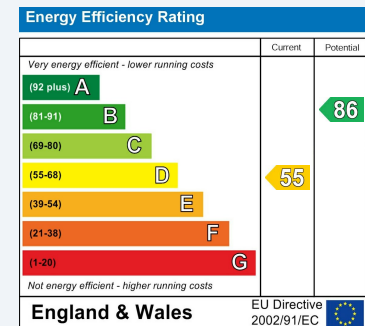 Energy Efficiency Rating
Current Potential
Very energy efficient - lower running costs
(92 plus) A
(81-91) B
86
(69-80) C
(55-68) D
55
(39-54) E
(21-38) F
(1-20) G
Not energy efficient - higher running costs
England & Wales
EU Directive
2002/91/EC